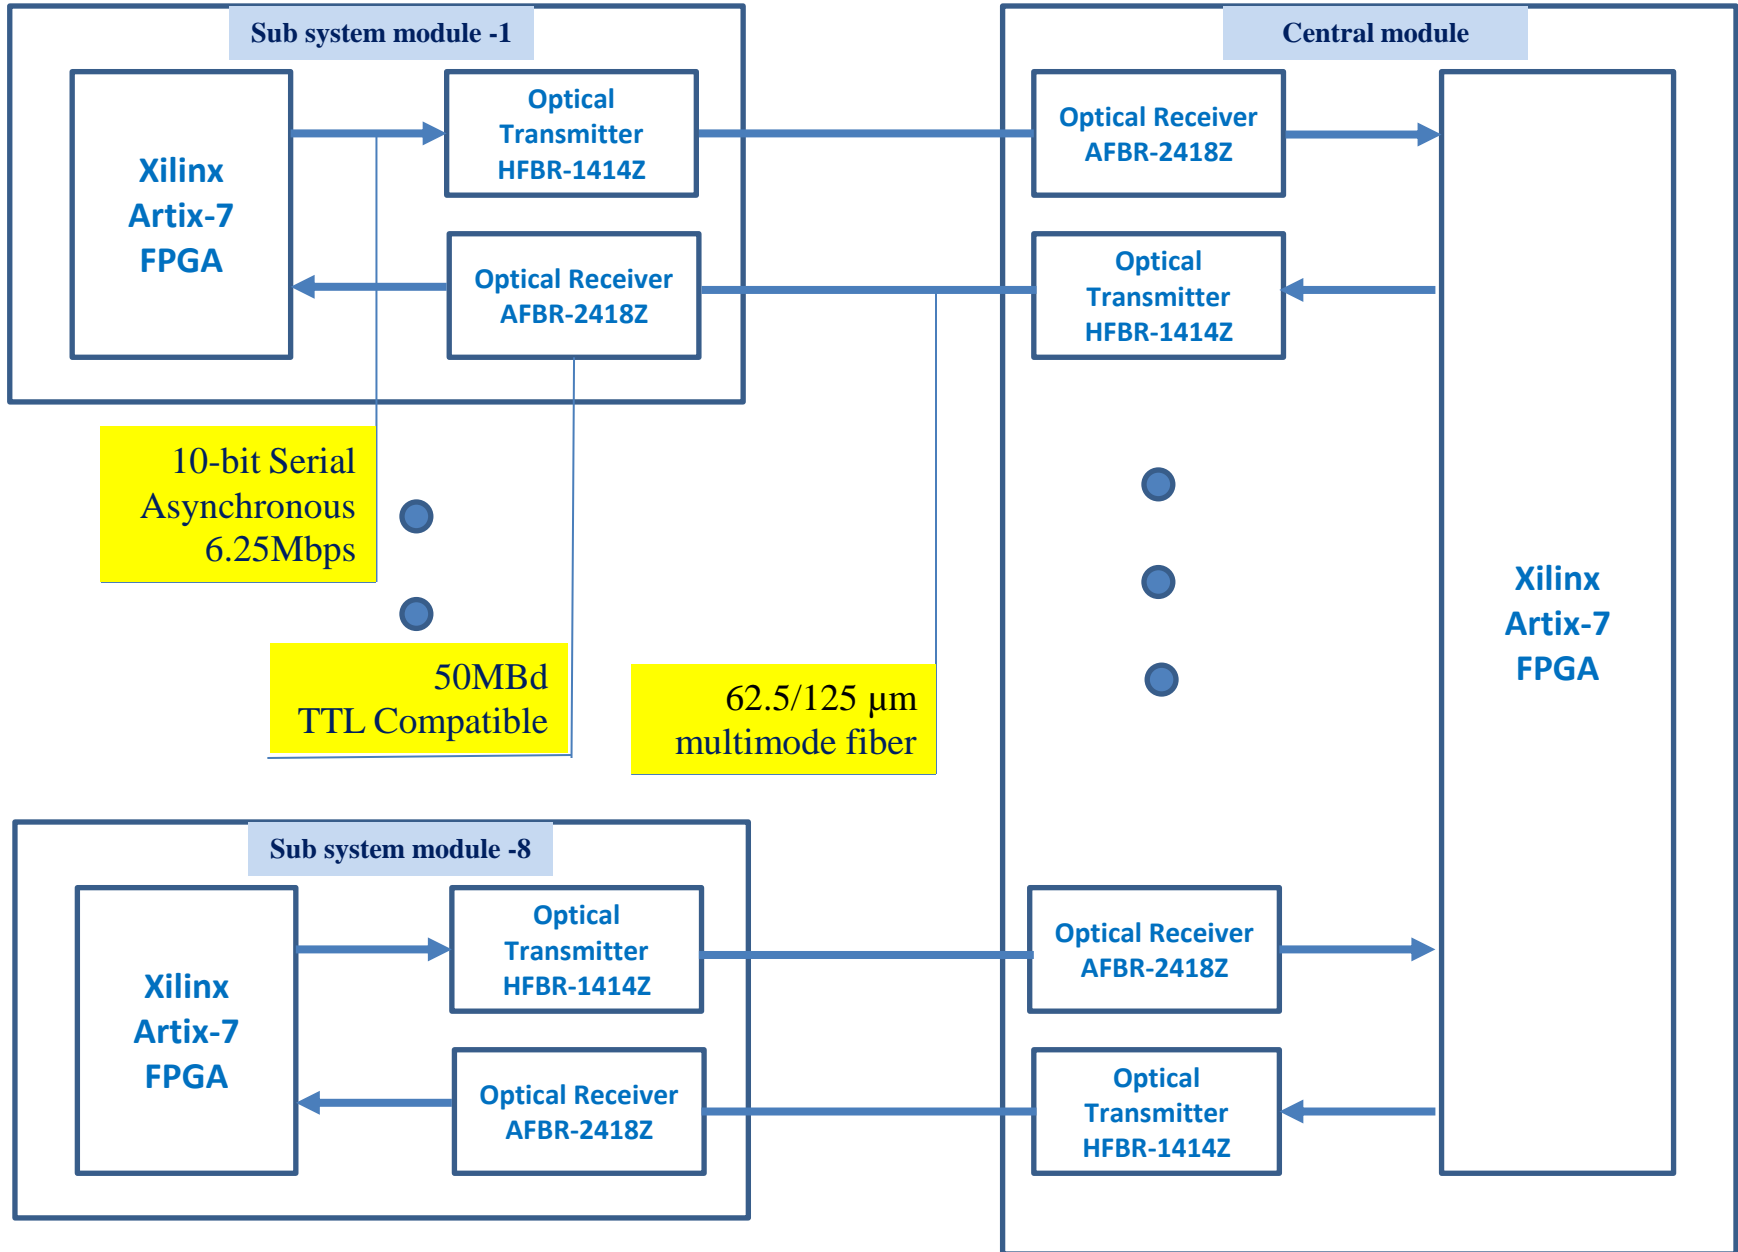 Sub system module -1
Central module
Xilinx
Artix-7
FPGA
Optical
Transmitter
HFBR-1414Z
Optical Receiver
AFBR-2418Z
Optical Receiver
AFBR-2418Z
Optical
Transmitter
HFBR-1414Z
10-bit Serial
Asynchronous
6.25Mbps
50MBd
TTL Compatible
62.5/125 µm
multimode fiber
Xilinx
Artix-7
FPGA
Sub system module -8
Xilinx
Artix-7
FPGA
Optical
Transmitter
HFBR-1414Z
Optical Receiver
AFBR-2418Z
Optical Receiver
AFBR-2418Z
Optical
Transmitter
HFBR-1414Z